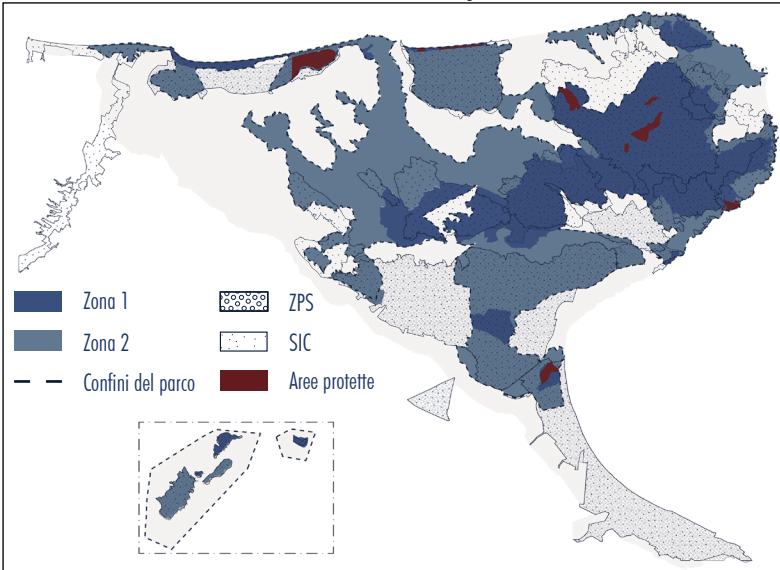 Zona 1
Zona 2
Confini del parco
ZPS
SIC
Aree protette